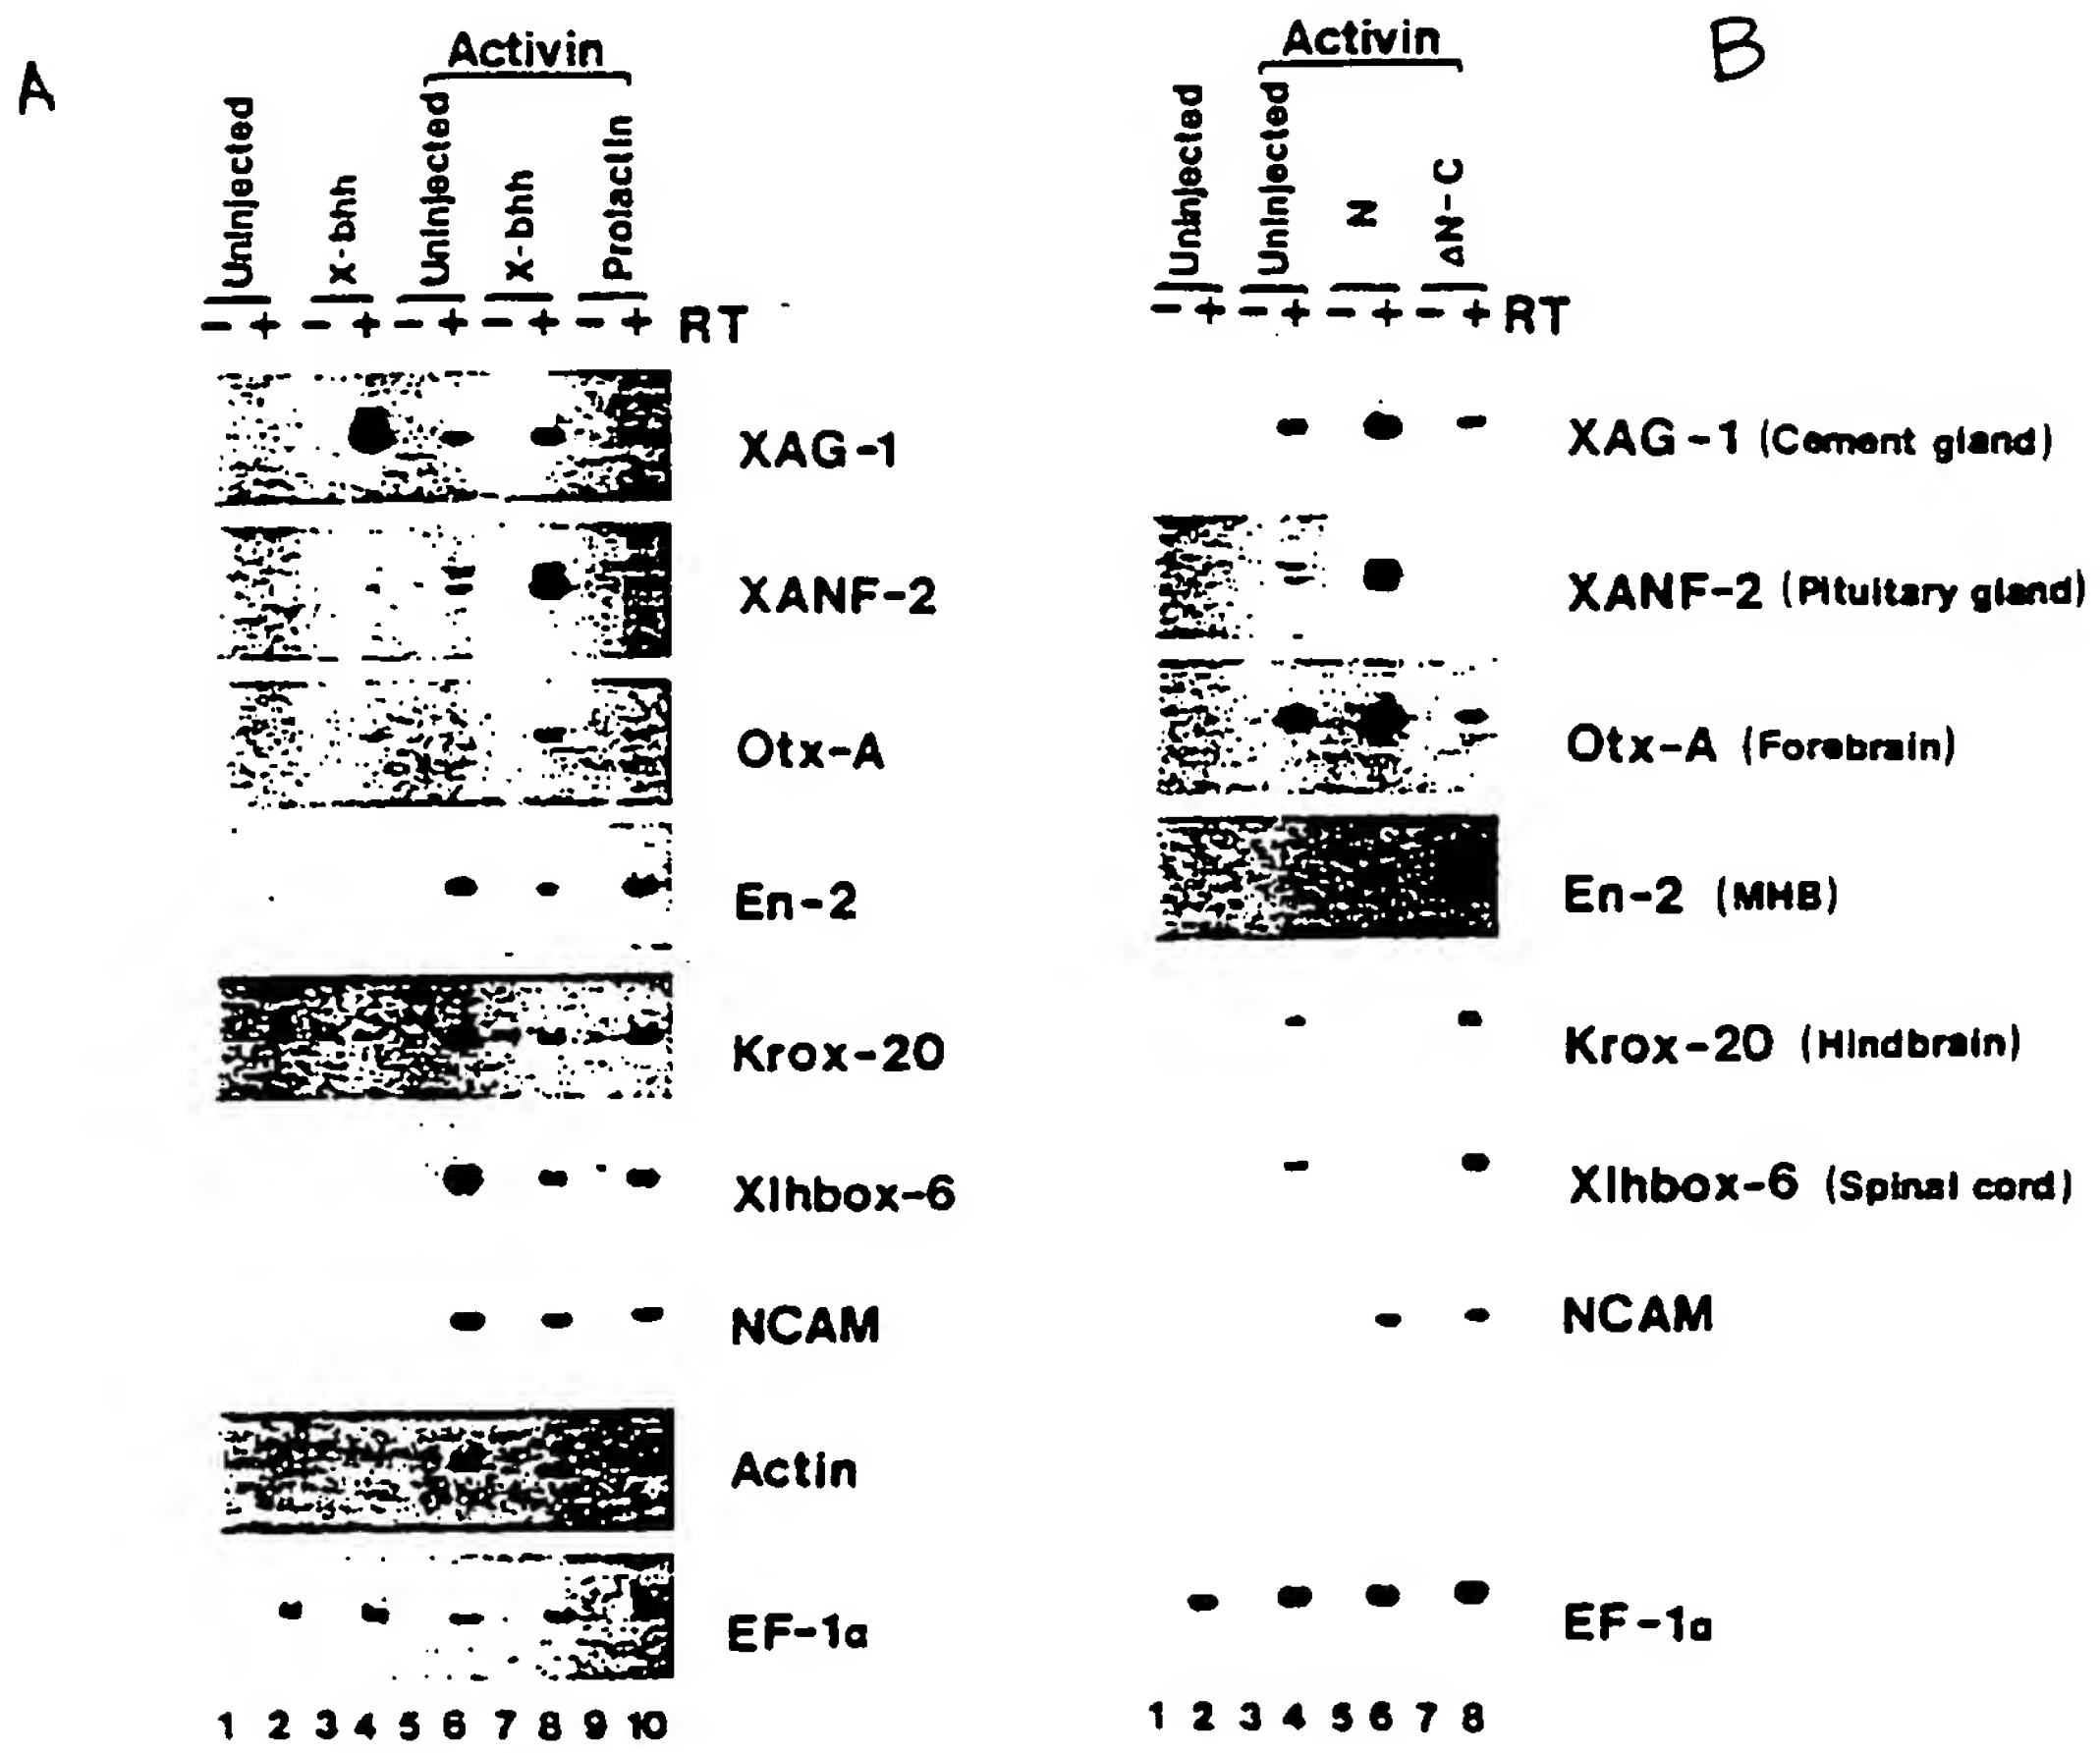 A
Activin
Uninjected
X-bhh
Uninjected
X-bhh
Prolactin
- + - + - + - + - + RT
XAG-1
XANF-2
Otx-A
En-2
Krox-20
Xlhbox-6
NCAM
Actin
EF-1α
1 2 3 4 5 6 7 8 9 10
B
Activin
Uninjected
Uninjected
N
ΔN-C
- + - + - + - + RT
XAG-1 (Cement gland)
XANF-2 (Pituitary gland)
Otx-A (Forebrain)
En-2 (MHB)
Krox-20 (Hindbrain)
Xlhbox-6 (Spinal cord)
NCAM
EF-1α
1 2 3 4 5 6 7 8